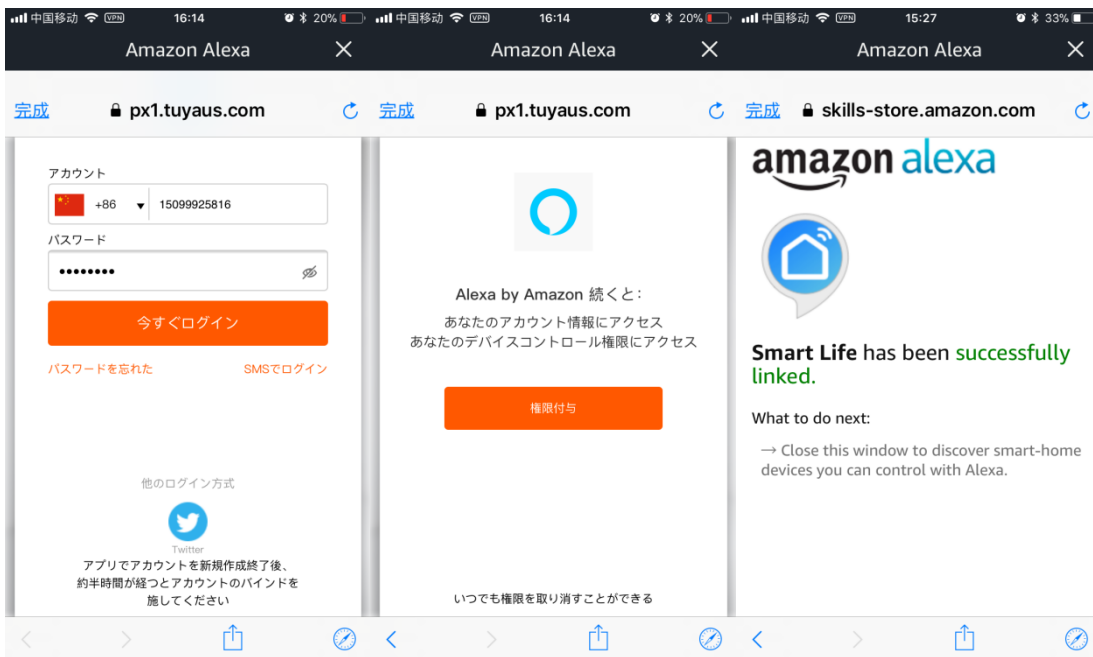 中国移动 VPN 16:14 20%
Amazon Alexa
完成 px1.tuyaus.com
アカウント
+86 ▼ 15099925816
パスワード
••••••••
今すぐログイン
パスワードを忘れた SMSでログイン
他のログイン方式
Twitter
アプリでアカウントを新規作成終了後、
約半時間が経つとアカウントのバインドを
施してください
中国移动 VPN 16:14 20%
Amazon Alexa
完成 px1.tuyaus.com
Alexa by Amazon 続くと:
あなたのアカウント情報にアクセス
あなたのデバイスコントロール権限にアクセス
権限付与
いつでも権限を取り消すことができる
中国移动 VPN 15:27 33%
Amazon Alexa
完成 skills-store.amazon.com
amazon alexa
Smart Life has been successfully
linked.
What to do next:
→ Close this window to discover smart-home
devices you can control with Alexa.